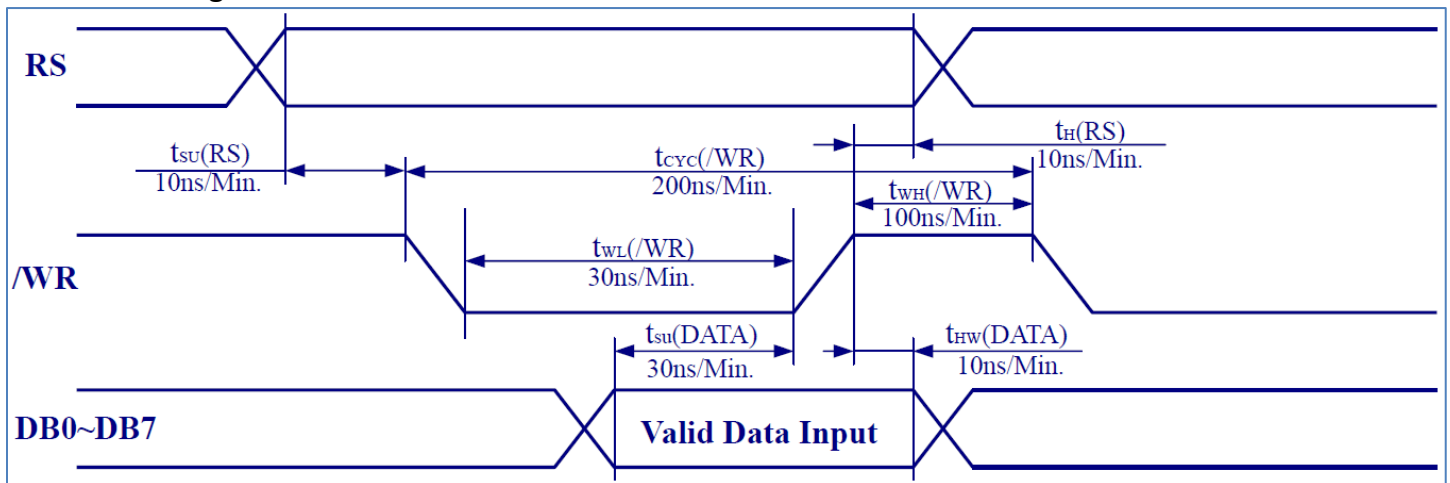 RS
tSU(RS)
10ns/Min.
tCYC(/WR)
200ns/Min.
tH(RS)
10ns/Min.
tWH(/WR)
100ns/Min.
/WR
tWL(/WR)
30ns/Min.
tsu(DATA)
30ns/Min.
tHW(DATA)
10ns/Min.
DB0~DB7
Valid Data Input